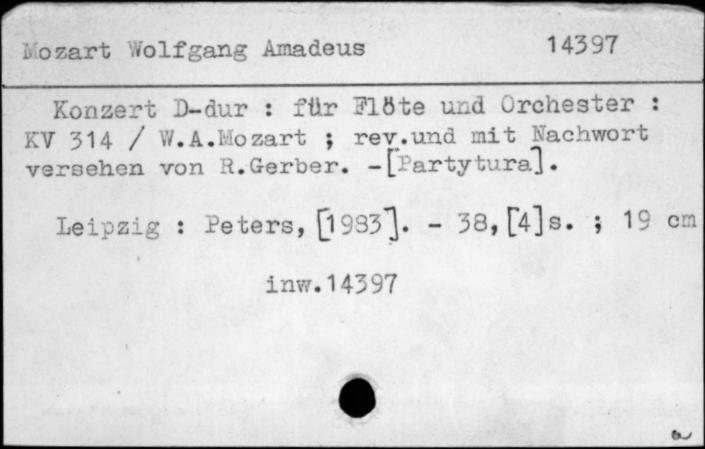 Mozart Wolfgang Amadeus 14397
Konzert D-dur : für Flöte und Orchester :
KV 314 / W.A.Mozart ; rev.und mit Nachwort
versehen von R.Gerber. -[Partytura].
Leipzig : Peters, [1983]. - 38,[4]s. ; 19 cm
inw.14397